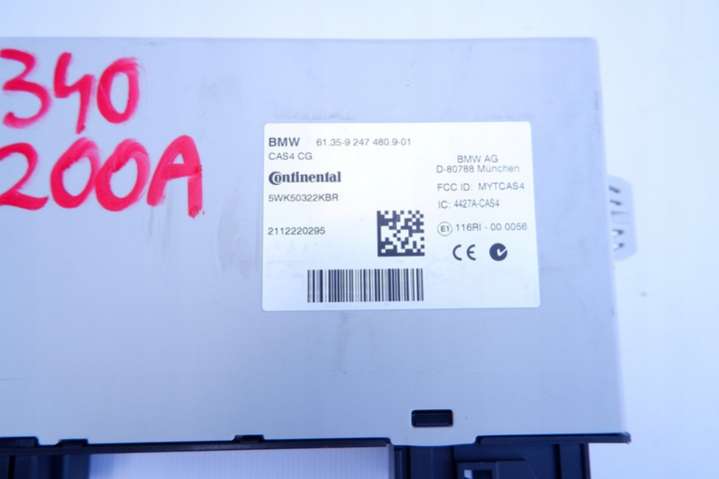 340
200A
BMW 61.35-9 247 480.9-01
CAS4 CG
Continental
5WK50322KBR
2112220295
BMW AG
D-80788 München
FCC ID: MYTCAS4
IC: 4427A-CAS4
E1 116RI - 00 0056
CE